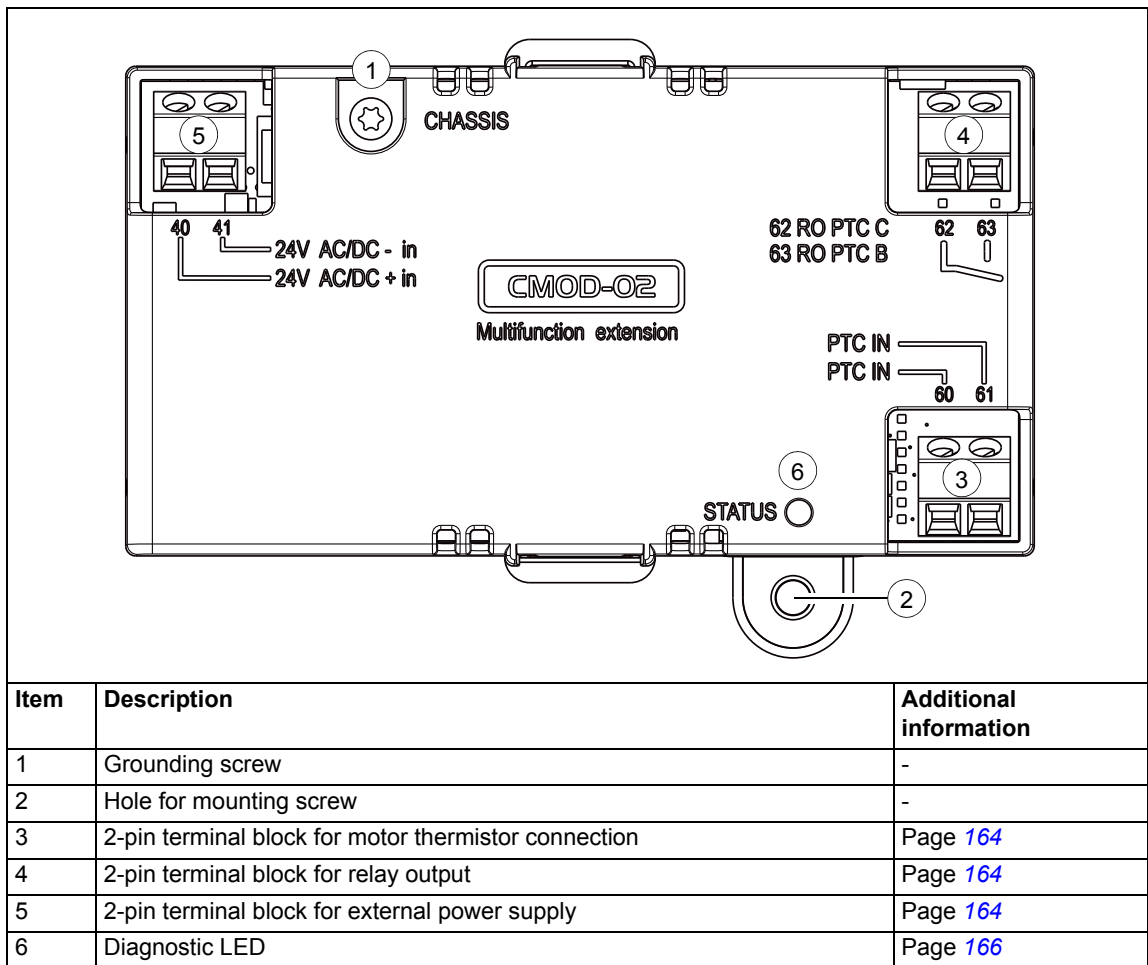 1
CHASSIS
5
4
40 41
24V AC/DC - in
24V AC/DC + in
62 RO PTC C
63 RO PTC B
62 63
CMOD-02
Multifunction extension
PTC IN
PTC IN
60 61
3
6
STATUS
2
Item Description Additional information
1 Grounding screw -
2 Hole for mounting screw -
3 2-pin terminal block for motor thermistor connection Page 164
4 2-pin terminal block for relay output Page 164
5 2-pin terminal block for external power supply Page 164
6 Diagnostic LED Page 166